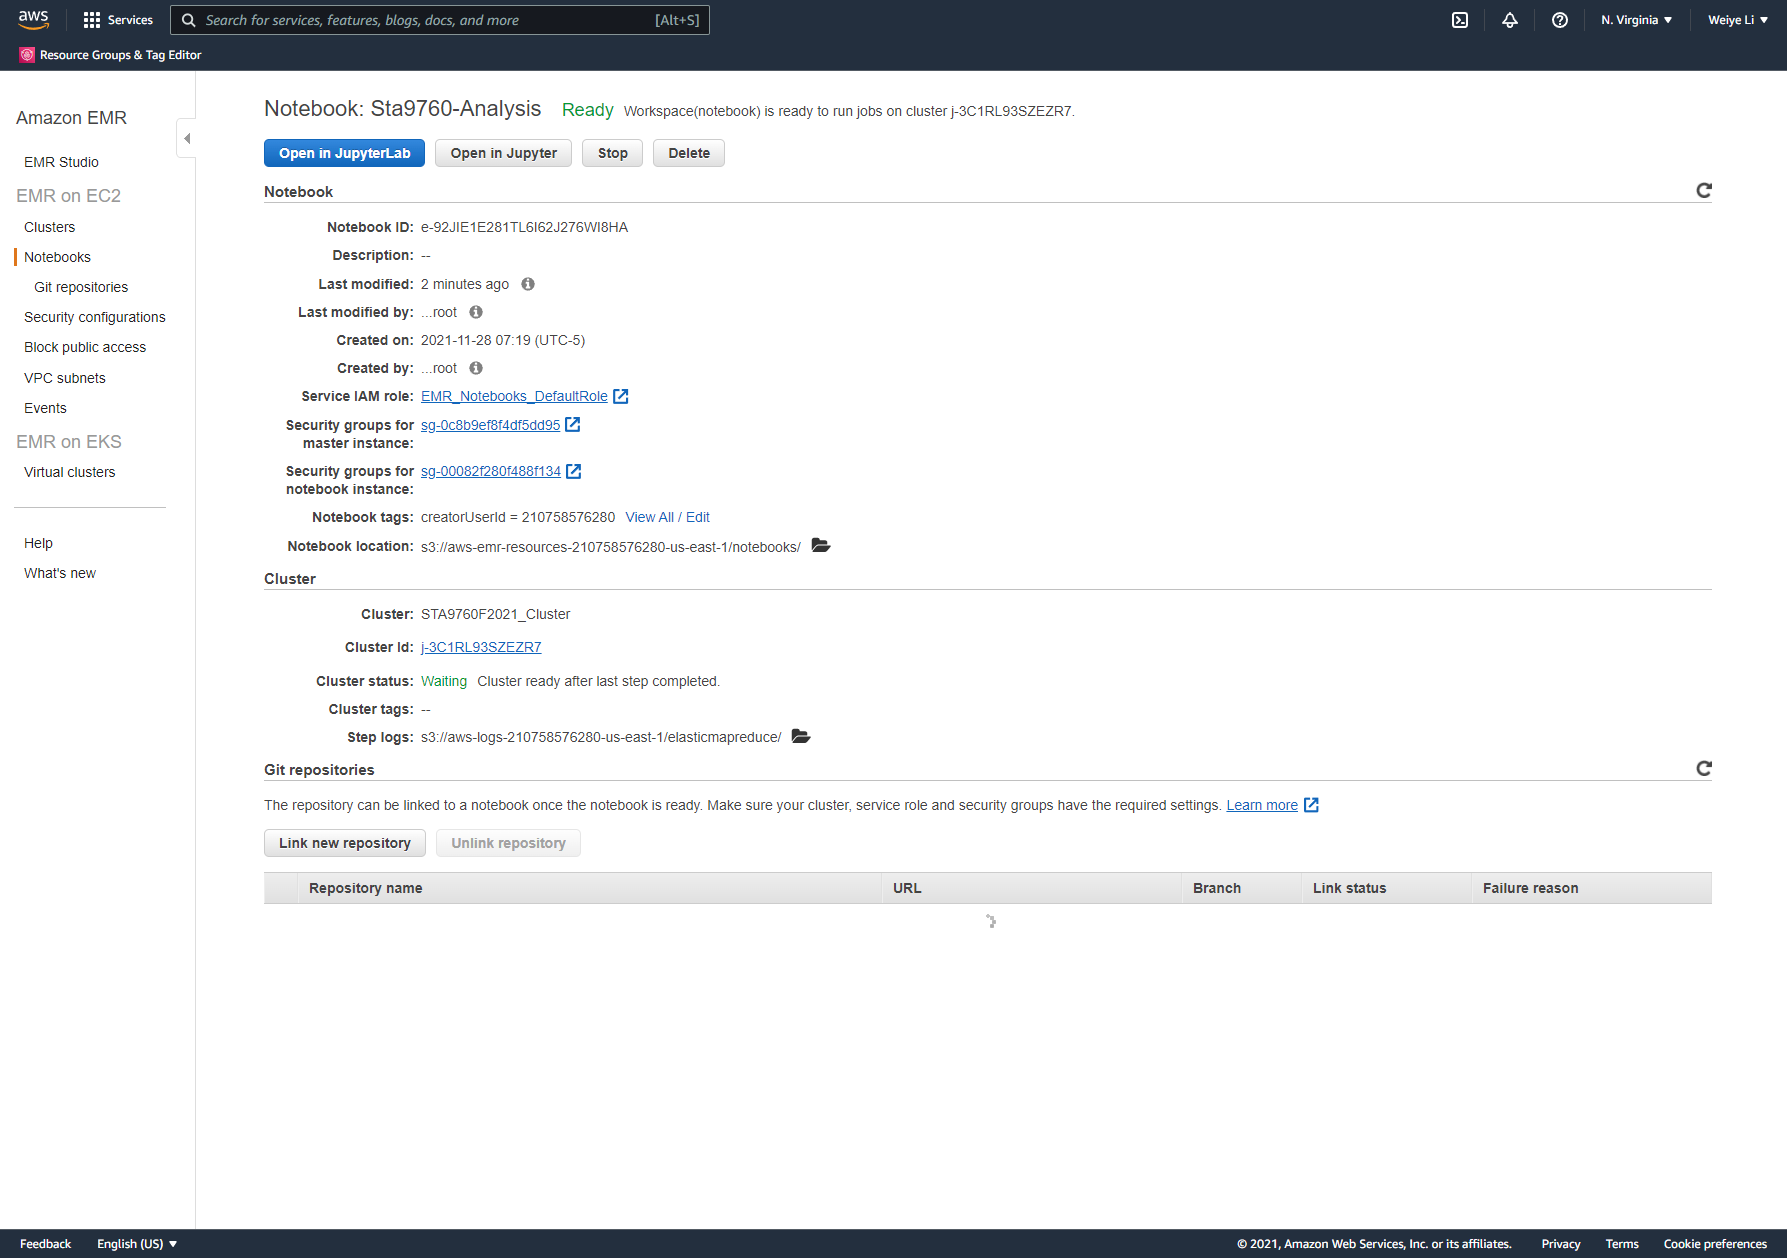 aws
Services
Search for services, features, blogs, docs, and more
[Alt+S]
N. Virginia
Weiye Li
Resource Groups & Tag Editor
Amazon EMR
EMR Studio
EMR on EC2
Clusters
Notebooks
Git repositories
Security configurations
Block public access
VPC subnets
Events
EMR on EKS
Virtual clusters
Help
What's new
Notebook: Sta9760-Analysis Ready Workspace(notebook) is ready to run jobs on cluster j-3C1RL93SZEZR7.
Open in JupyterLab Open in Jupyter Stop Delete
Notebook
Notebook ID: e-92JIE1E281TL6I62J276WI8HA
Description: --
Last modified: 2 minutes ago
Last modified by: ...root
Created on: 2021-11-28 07:19 (UTC-5)
Created by: ...root
Service IAM role: EMR_Notebooks_DefaultRole
Security groups for master instance: sg-0c8b9ef8f4df5dd95
Security groups for notebook instance: sg-00082f280f488f134
Notebook tags: creatorUserId = 210758576280 View All / Edit
Notebook location: s3://aws-emr-resources-210758576280-us-east-1/notebooks/
Cluster
Cluster: STA9760F2021_Cluster
Cluster Id: j-3C1RL93SZEZR7
Cluster status: Waiting Cluster ready after last step completed.
Cluster tags: --
Step logs: s3://aws-logs-210758576280-us-east-1/elasticmapreduce/
Git repositories
The repository can be linked to a notebook once the notebook is ready. Make sure your cluster, service role and security groups have the required settings. Learn more
Link new repository Unlink repository
Repository name URL Branch Link status Failure reason
Feedback English (US) © 2021, Amazon Web Services, Inc. or its affiliates. Privacy Terms Cookie preferences